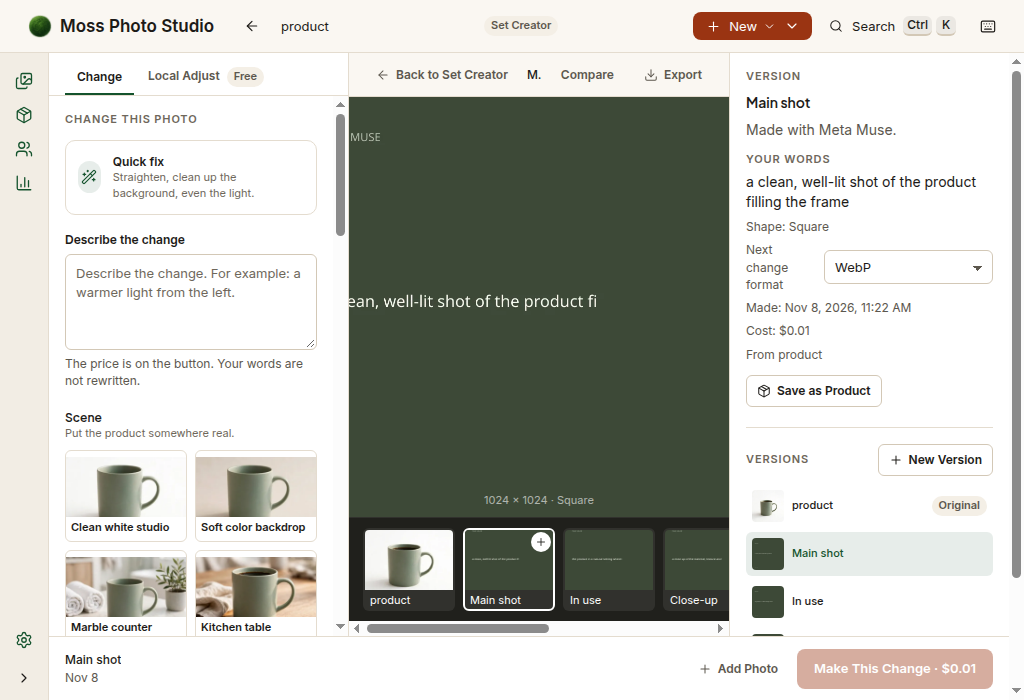 Moss Photo Studio
product
Set Creator
New
Search
Ctrl
K
Change
Local Adjust
Free
CHANGE THIS PHOTO
Quick fix
Straighten, clean up the
background, even the light.
Describe the change
Describe the change. For example: a
warmer light from the left.
The price is on the button. Your words are
not rewritten.
Scene
Put the product somewhere real.
Clean white studio
Soft color backdrop
Marble counter
Kitchen table
Back to Set Creator
M.
Compare
Export
MUSE
ean, well-lit shot of the product fi
1024 × 1024 · Square
product
Main shot
In use
Close-up
VERSION
Main shot
Made with Meta Muse.
YOUR WORDS
a clean, well-lit shot of the product
filling the frame
Shape: Square
Next
change
format
WebP
Made: Nov 8, 2026, 11:22 AM
Cost: $0.01
From product
Save as Product
VERSIONS
New Version
product
Original
Main shot
In use
Main shot
Nov 8
Add Photo
Make This Change · $0.01